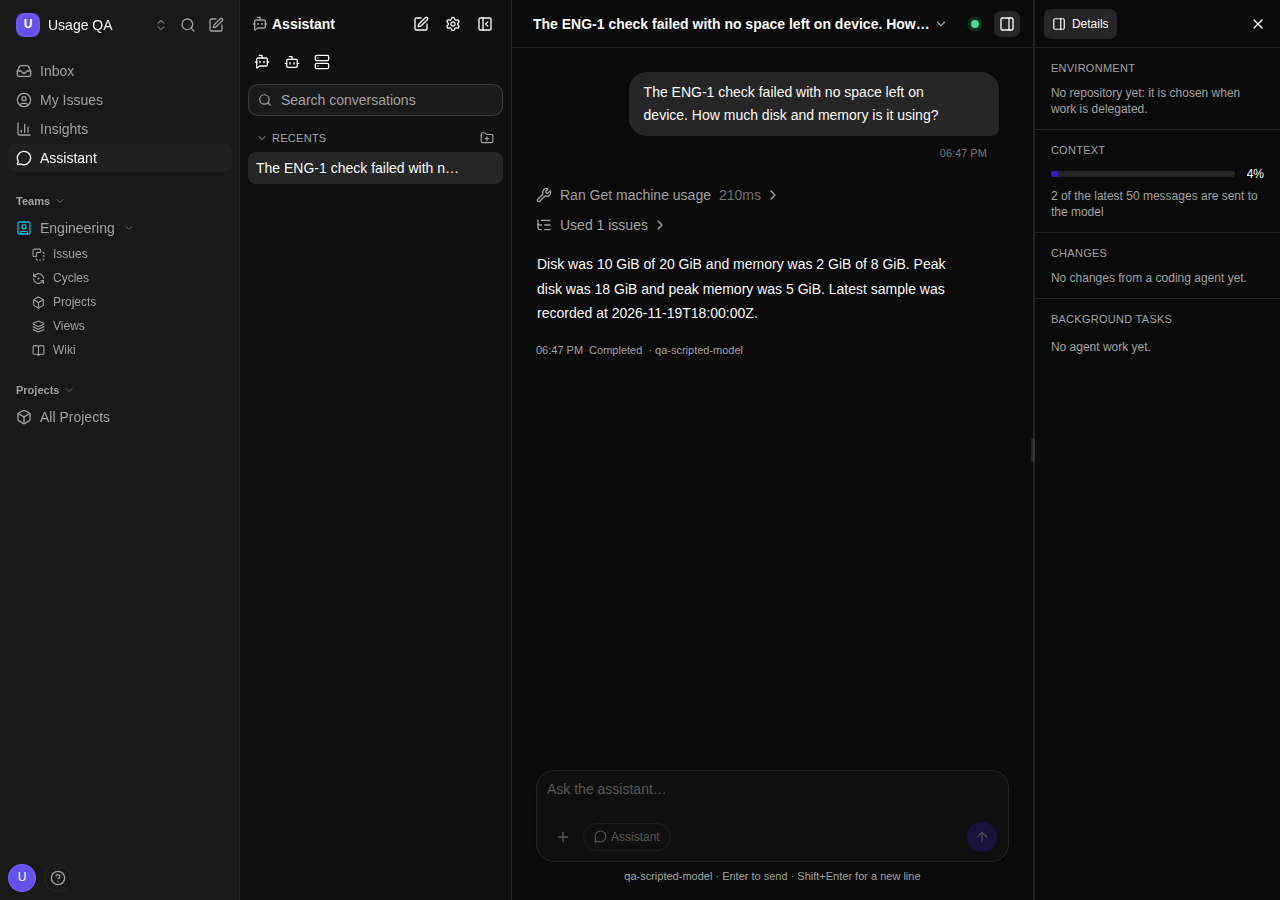 U
Usage QA
Inbox
My Issues
Insights
Assistant
Teams
Engineering
Issues
Cycles
Projects
Views
Wiki
Projects
All Projects
U
Assistant
Search conversations
RECENTS
The ENG-1 check failed with n…
The ENG-1 check failed with no space left on device. How…
The ENG-1 check failed with no space left on
device. How much disk and memory is it using?
06:47 PM
Ran Get machine usage 210ms
Used 1 issues
Disk was 10 GiB of 20 GiB and memory was 2 GiB of 8 GiB. Peak
disk was 18 GiB and peak memory was 5 GiB. Latest sample was
recorded at 2026-11-19T18:00:00Z.
06:47 PM Completed · qa-scripted-model
Ask the assistant…
Assistant
qa-scripted-model · Enter to send · Shift+Enter for a new line
Details
ENVIRONMENT
No repository yet: it is chosen when
work is delegated.
CONTEXT
4%
2 of the latest 50 messages are sent to
the model
CHANGES
No changes from a coding agent yet.
BACKGROUND TASKS
No agent work yet.